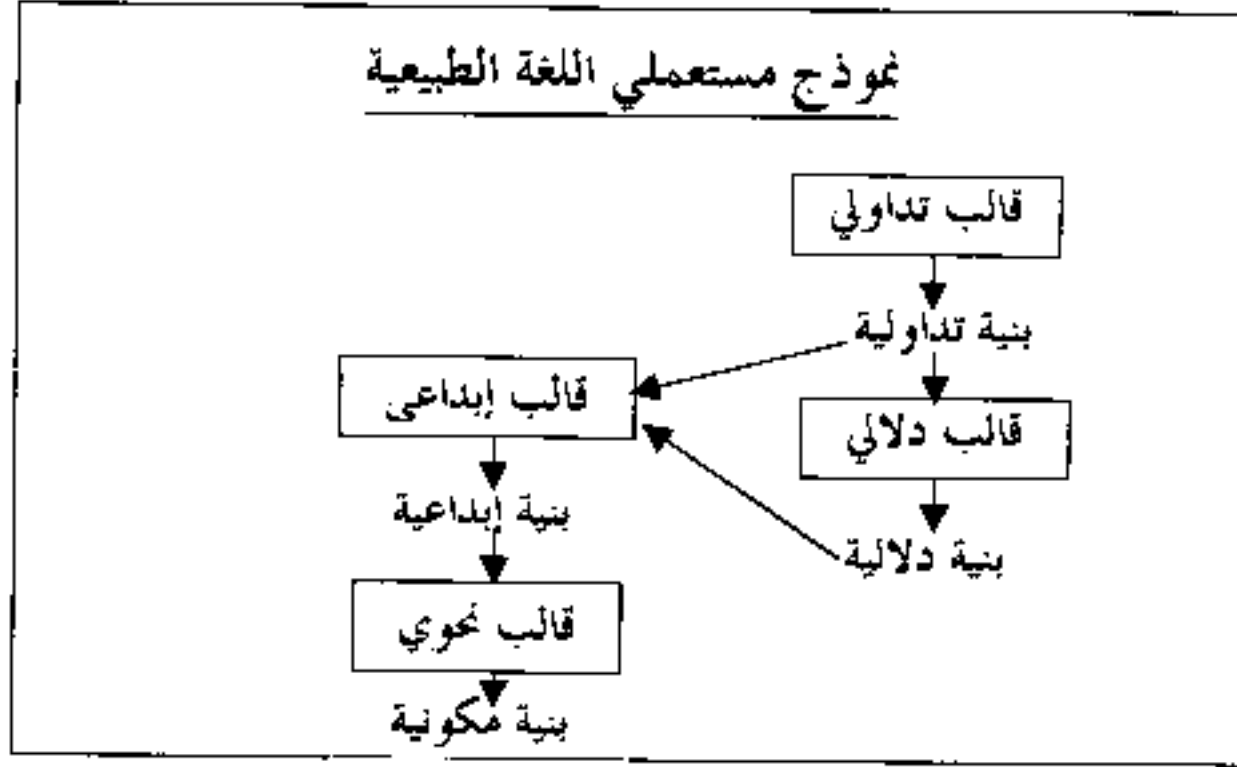 نموذج مستعملي اللغة الطبيعية
قالب تداولي
بنية تداولية
قالب إبداعى
قالب دلالي
بنية إبداعية
بنية دلالية
قالب نحوي
بنية مكونية